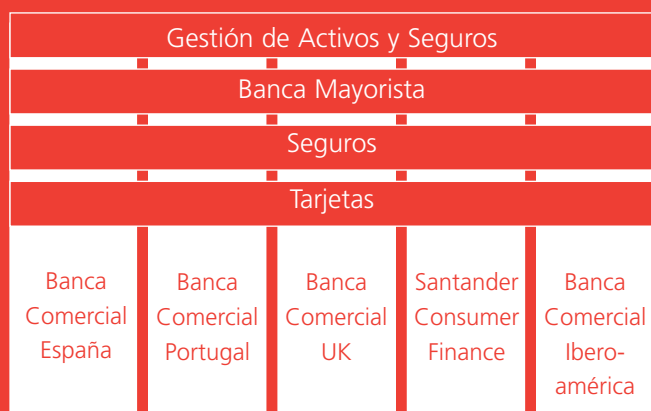 Gestión de Activos y Seguros
Banca Mayorista
Seguros
Tarjetas
Banca
Comercial
España
Banca
Comercial
Portugal
Banca
Comercial
UK
Santander
Consumer
Finance
Banca
Comercial
Ibero-
américa